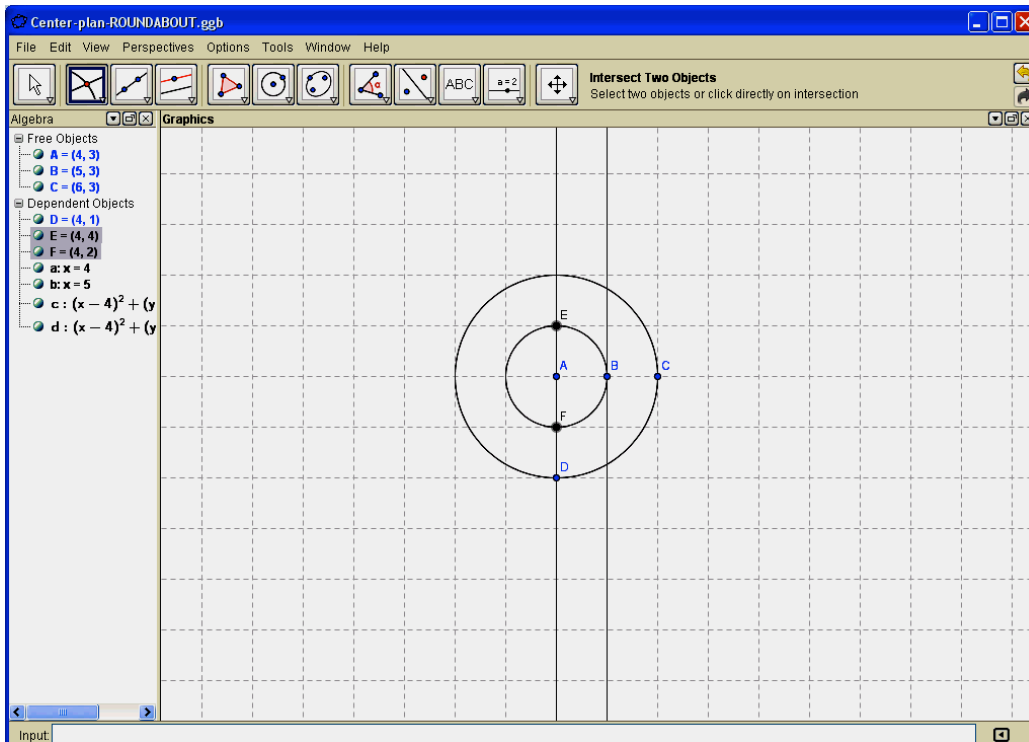 Center-plan-ROUNDABOUT.ggb
File Edit View Perspectives Options Tools Window Help
ABC
a=2
α
Intersect Two Objects
Select two objects or click directly on intersection
Algebra
Graphics
Free Objects
A = (4, 3)
B = (5, 3)
C = (6, 3)
Dependent Objects
D = (4, 1)
E = (4, 4)
F = (4, 2)
a: x = 4
b: x = 5
c : (x − 4)² + (y
d : (x − 4)² + (y
E
A B C
F
D
Input: